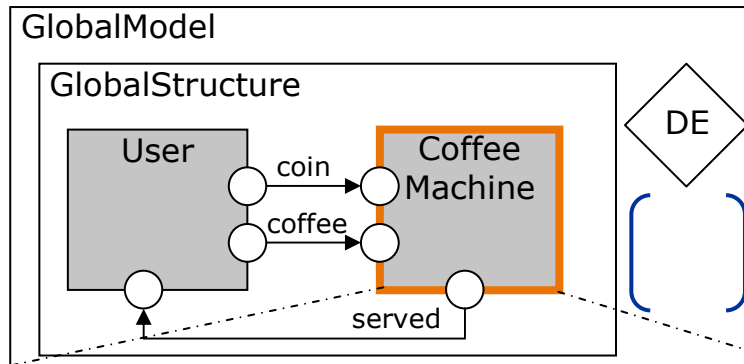 GlobalModel
GlobalStructure
DE
User
Coffee
Machine
coin
coffee
served